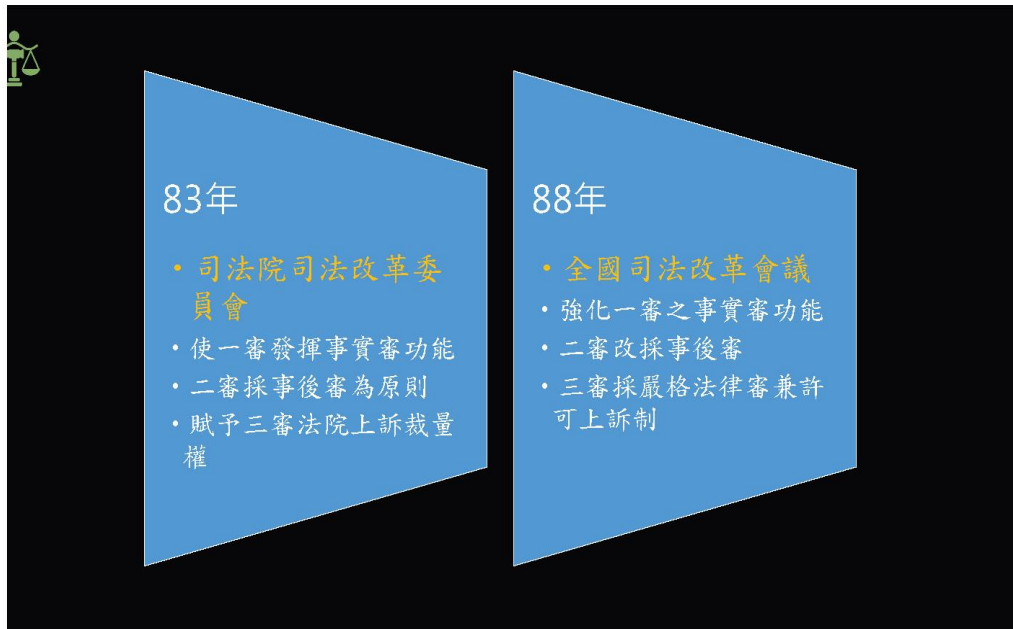 83年
• 司法院司法改革委
員會
• 使一審發揮事實審功能
• 二審採事後審為原則
• 賦予三審法院上訴裁量
權
88年
• 全國司法改革會議
• 強化一審之事實審功能
• 二審改採事後審
• 三審採嚴格法律審兼許
可上訴制